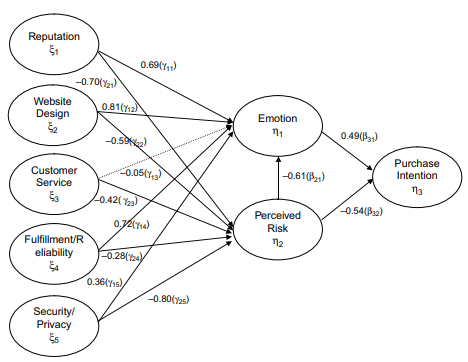 Reputation
ξ1
Website
Design
ξ2
Customer
Service
ξ3
Fulfillment/R
eliability
ξ4
Security/
Privacy
ξ5
0.69(γ11)
−0.70(γ21)
0.81(γ12)
−0.59(γ22)
−0.05(γ13)
−0.42(γ23)
0.72(γ14)
−0.28(γ24)
0.36(γ15)
−0.80(γ25)
Emotion
η1
−0.61(β21)
Perceived
Risk
η2
0.49(β31)
−0.54(β32)
Purchase
Intention
η3